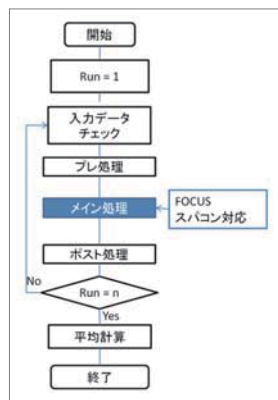 開始
Run = 1
入力データ
チェック
プレ処理
メイン処理
FOCUS
スパコン対応
ポスト処理
No
Run = n
Yes
平均計算
終了